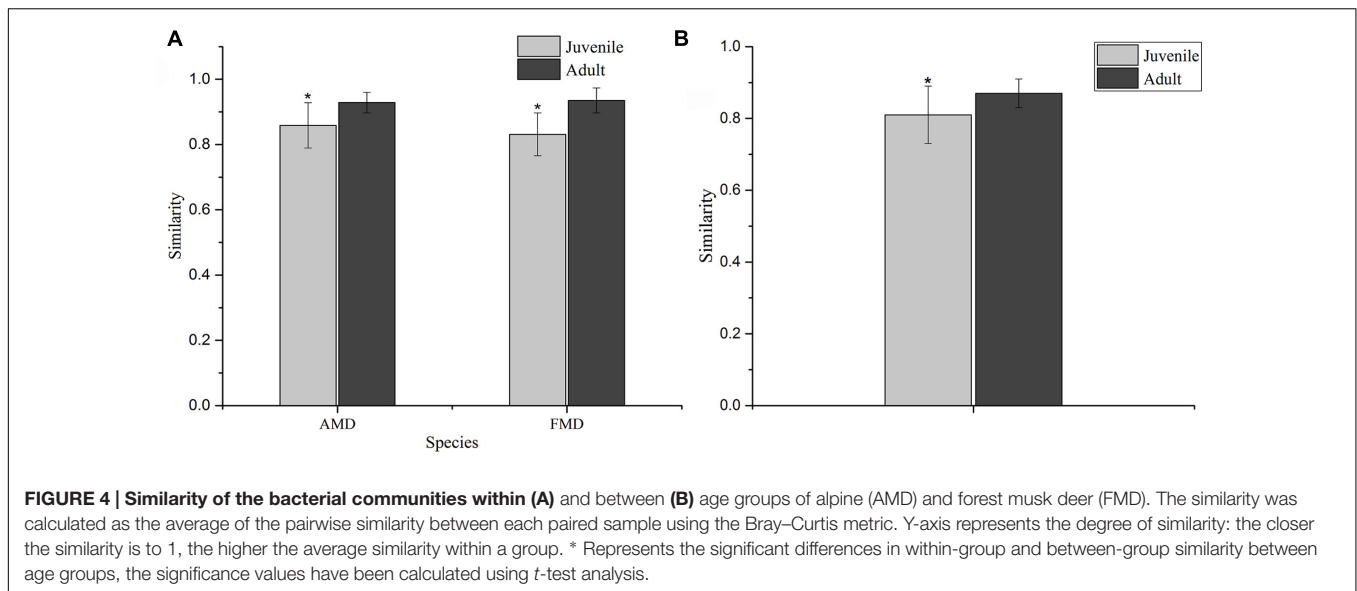 A
Juvenile
Adult
*
*
1.0
0.8
0.6
0.4
0.2
0.0
Similarity
AMD
FMD
Species
B
Juvenile
Adult
*
1.0
0.8
0.6
0.4
0.2
0.0
Similarity
FIGURE 4 | Similarity of the bacterial communities within (A) and between (B) age groups of alpine (AMD) and forest musk deer (FMD). The similarity was
calculated as the average of the pairwise similarity between each paired sample using the Bray–Curtis metric. Y-axis represents the degree of similarity: the closer
the similarity is to 1, the higher the average similarity within a group. * Represents the significant differences in within-group and between-group similarity between
age groups, the significance values have been calculated using t-test analysis.